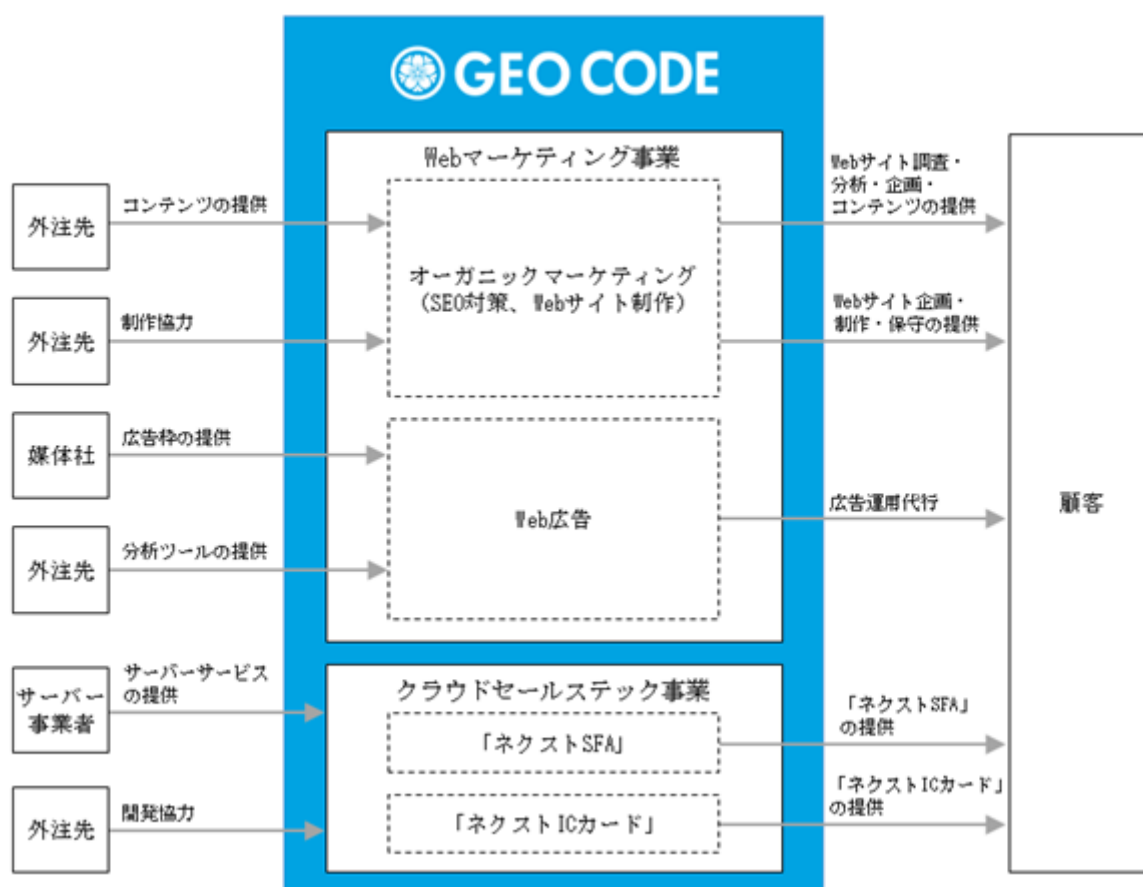 GEO CODE
Webマーケティング事業
外注先
コンテンツの提供
外注先
制作協力
オーガニックマーケティング
(SEO対策、Webサイト制作)
Webサイト調査・
分析・企画・
コンテンツの提供
Webサイト企画・
制作・保守の提供
媒体社
広告枠の提供
外注先
分析ツールの提供
Web広告
広告運用代行
顧客
サーバー
事業者
サーバーサービス
の提供
外注先
開発協力
クラウドセールステック事業
「ネクストSFA」
「ネクストICカード」
「ネクストSFA」
の提供
「ネクストICカード」
の提供